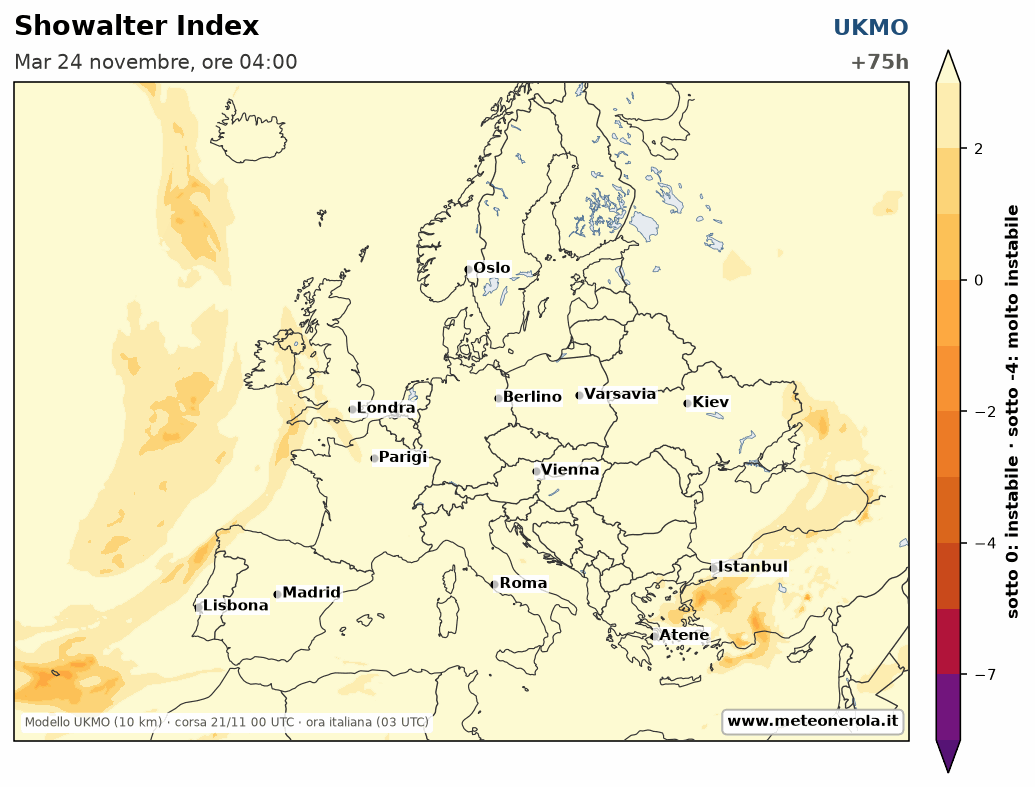 Showalter Index
UKMO
Mar 24 novembre, ore 04:00
+75h
Oslo
Londra
Berlino
Varsavia
Kiev
Parigi
Vienna
Istanbul
Roma
Madrid
Lisbona
Atene
Modello UKMO (10 km) · corsa 21/11 00 UTC · ora italiana (03 UTC)
www.meteonerola.it
2
0
−2
−4
−7
sotto 0: instabile · sotto -4: molto instabile